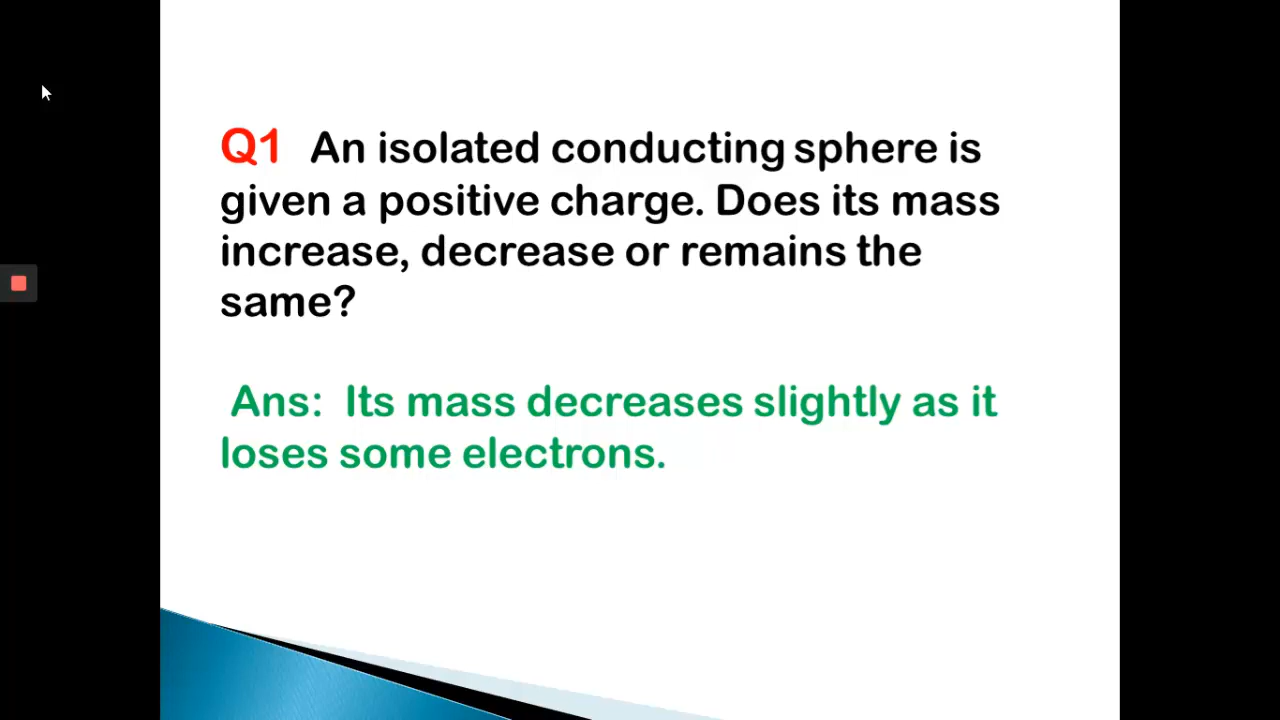 Q1 An isolated conducting sphere is
given a positive charge. Does its mass
increase, decrease or remains the
same?
Ans: Its mass decreases slightly as it
loses some electrons.